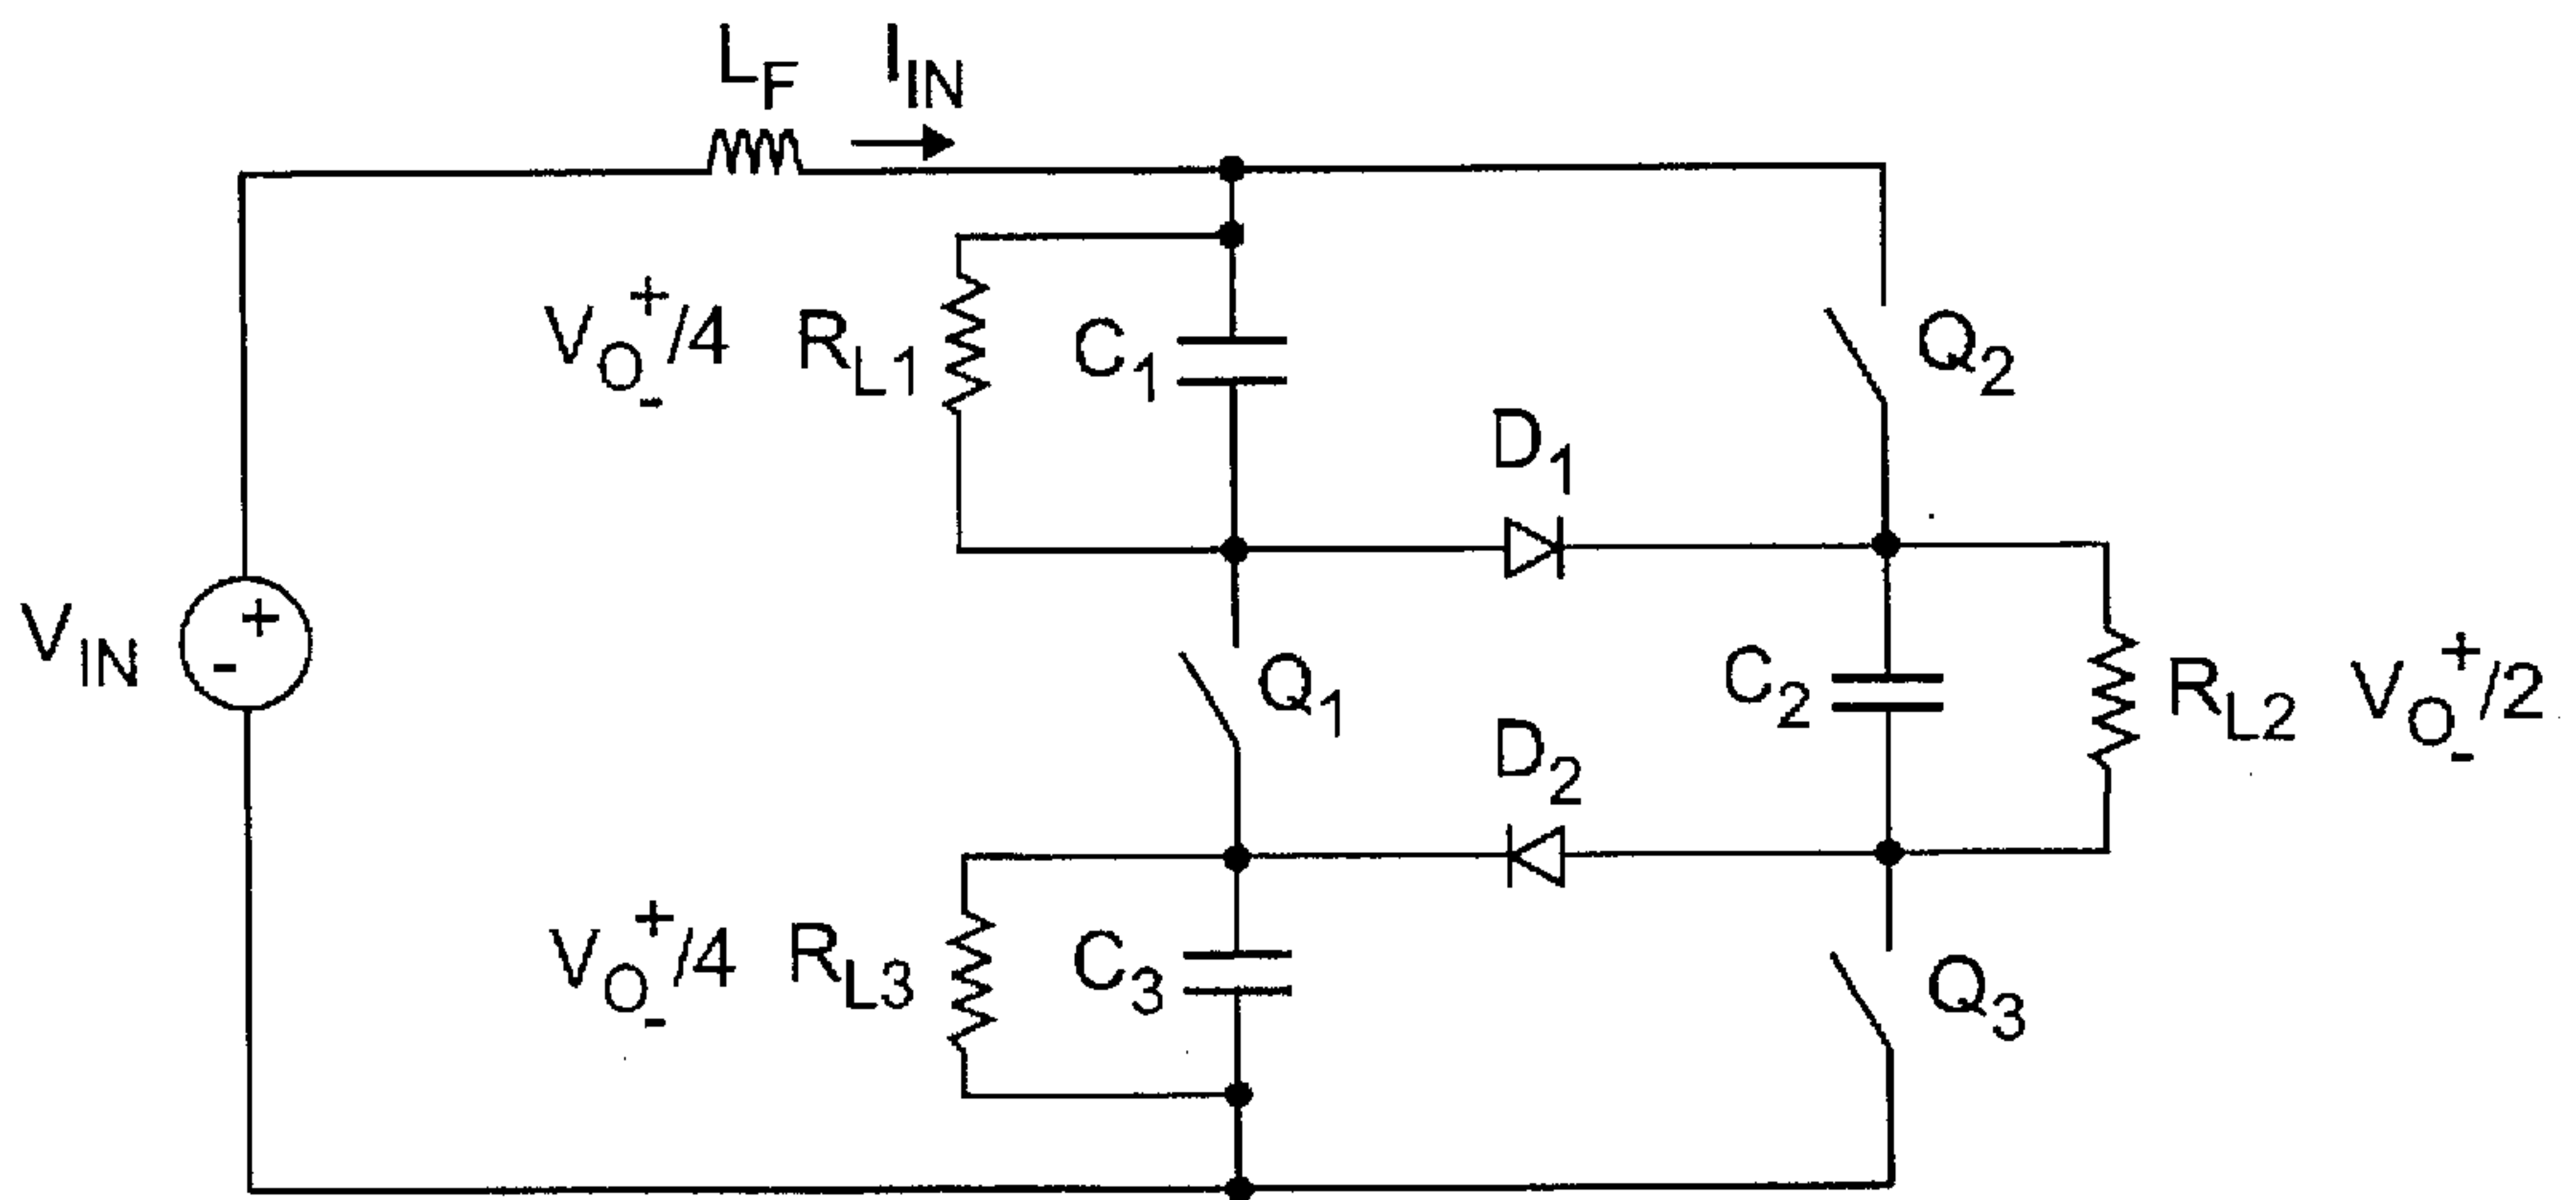 L_F I_IN
V_O^+_-/4 R_L1 C_1 Q_2
D_1
V_IN + - Q_1 C_2 R_L2 V_O^+_-/2
D_2
V_O^+_-/4 R_L3 C_3 Q_3